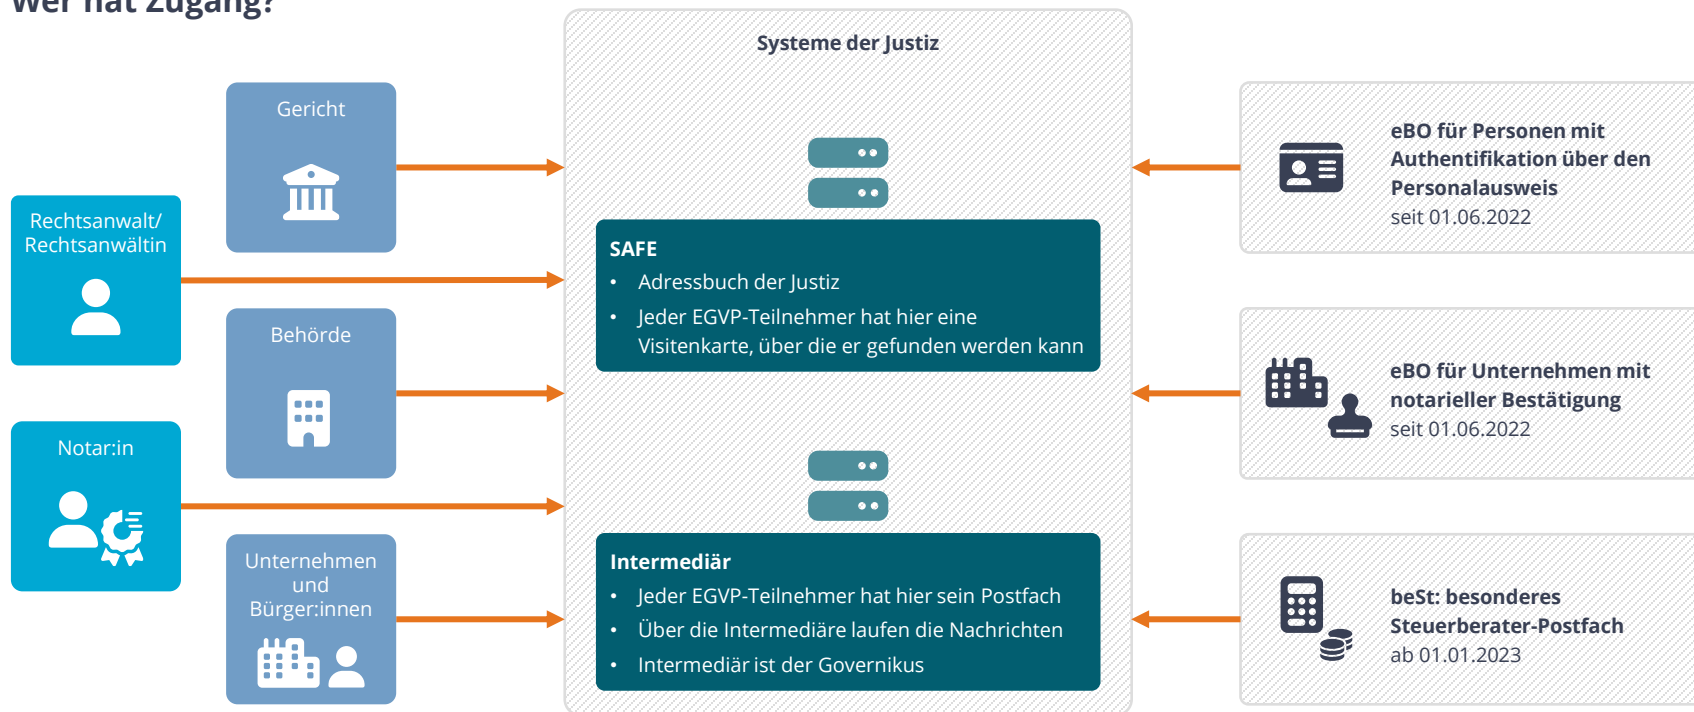 Wer hat Zugang?
Systeme der Justiz
Gericht
Rechtsanwalt/
Rechtsanwältin
Behörde
Notar:in
Unternehmen
und
Bürger:innen
SAFE
• Adressbuch der Justiz
• Jeder EGVP-Teilnehmer hat hier eine
Visitenkarte, über die er gefunden werden kann
Intermediär
• Jeder EGVP-Teilnehmer hat hier sein Postfach
• Über die Intermediäre laufen die Nachrichten
• Intermediär ist der Governikus
eBO für Personen mit
Authentifikation über den
Personalausweis
seit 01.06.2022
eBO für Unternehmen mit
notarieller Bestätigung
seit 01.06.2022
beSt: besonderes
Steuerberater-Postfach
ab 01.01.2023